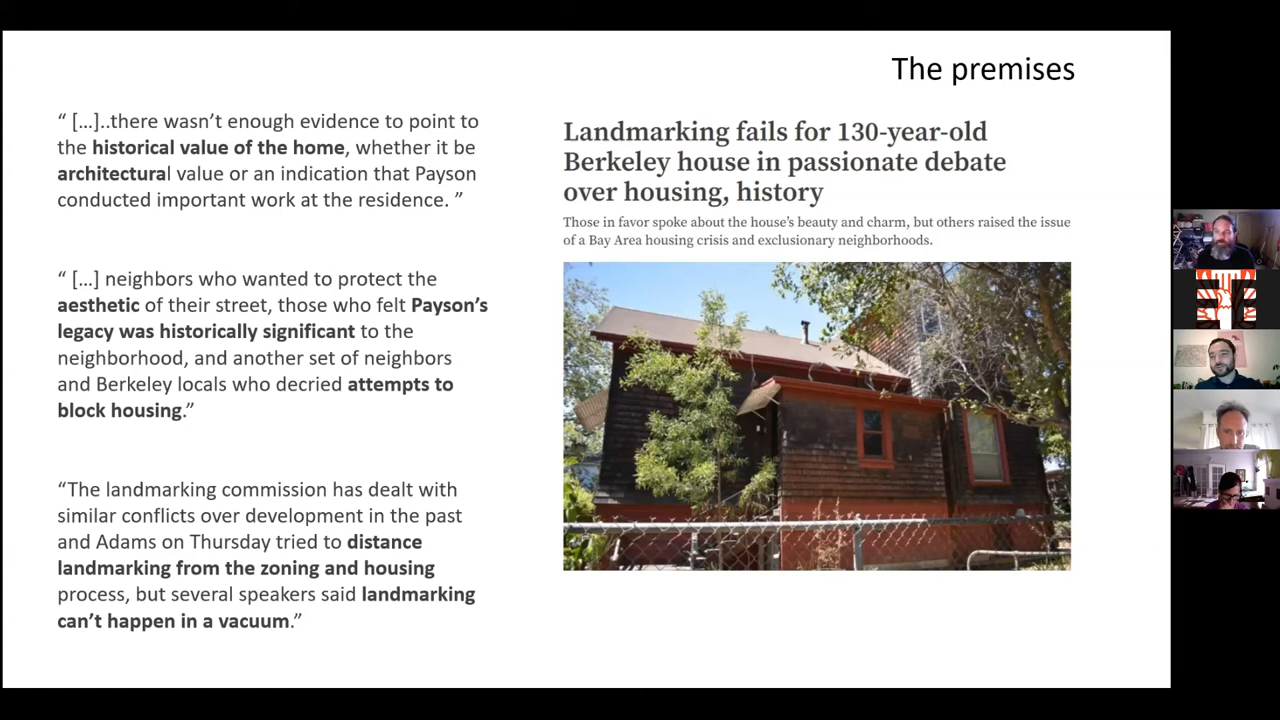 The premises
“ […]..there wasn’t enough evidence to point to
the historical value of the home, whether it be
architectural value or an indication that Payson
conducted important work at the residence. ”
“ […] neighbors who wanted to protect the
aesthetic of their street, those who felt Payson’s
legacy was historically significant to the
neighborhood, and another set of neighbors
and Berkeley locals who decried attempts to
block housing.”
“The landmarking commission has dealt with
similar conflicts over development in the past
and Adams on Thursday tried to distance
landmarking from the zoning and housing
process, but several speakers said landmarking
can’t happen in a vacuum.”
Landmarking fails for 130-year-old
Berkeley house in passionate debate
over housing, history
Those in favor spoke about the house’s beauty and charm, but others raised the issue
of a Bay Area housing crisis and exclusionary neighborhoods.